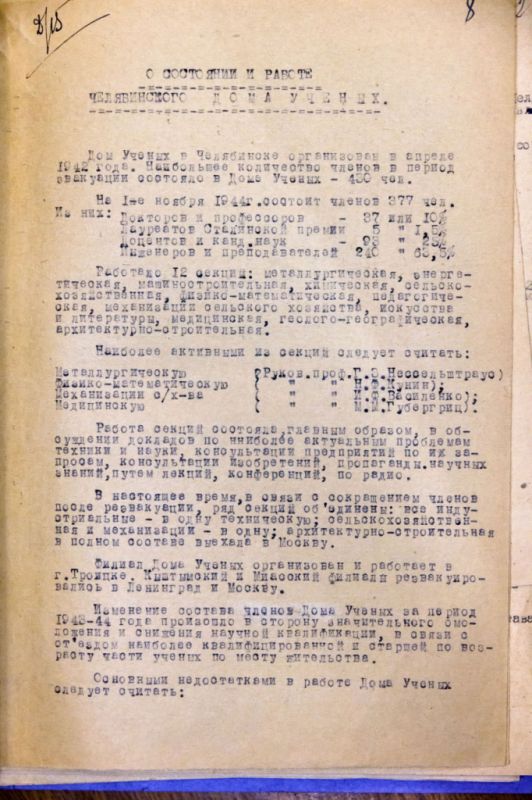 8
О СОСТОЯНИИ И РАБОТЕ
ЧЕЛЯБИНСКОГО ДОМА УЧЕНЫХ.
Дом Ученых в Челябинске организован в апреле
1942 года. Наибольшее количество членов в период
эвакуации состояло в Доме Ученых - 430 чел.
На 1-е ноября 1944г. состоит членов 377 чел.
Из них:
Докторов и профессоров - 37 или 10%
Лауреатов Сталинской премии 5 " 1,5%
Доцентов и канд.наук - 95 " 25%
Инженеров и преподавателей 240 " 63,5%
Работало 12 секций: металлургическая, энерге-
тическая, машиностроительная, химическая, сельско-
хозяйственная, физико-математическая, педагогиче-
ская, механизации сельского хозяйства, искусства
и литературы, медицинская, геолого-географическая,
архитектурно-строительная.
Наиболее активными из секций следует считать:
Металлургическую (Руков.проф.Г.О.Нессельштраус)
Физико-математическую ( " " Н.Ф.Кунин);
Механизации с/х-ва ( " " И.Ф.Василенко);
Медицинскую ( " " М.М.Губергриц).
Работа секций состояла,главным образом, в об-
суждении докладов по ниболее актуальным проблемам
техники и науки, консультации предприятий по их за-
просам, консультации изобретений, пропаганды.научных
знаний,путем лекций, конференций, по радио.
В настоящее время,в связи с сокращением членов
после резвакуации, ряд секций об'единены: все инду-
стриальные - в одну техническую; сельскохозяйствен-
ная и механизации - в одну; архитектурно-строительная
в полном составе выехала в Москву.
Филиал Дома Ученых организован и работает в
г.Троицке. Кыштымский и Миасский филиалы резвакуиро-
вались в Ленинград и Москву.
Изменение состава членов Дома Ученых за период
1943-44 года произошло в сторону значительного омо-
ложения и снижения научной квалификации, в связи с
от'ездом наиболее квалифицированной и старшей по воз-
расту части ученых по месту жительства.
Основными недостатками в работе Дома Ученых
следует считать: